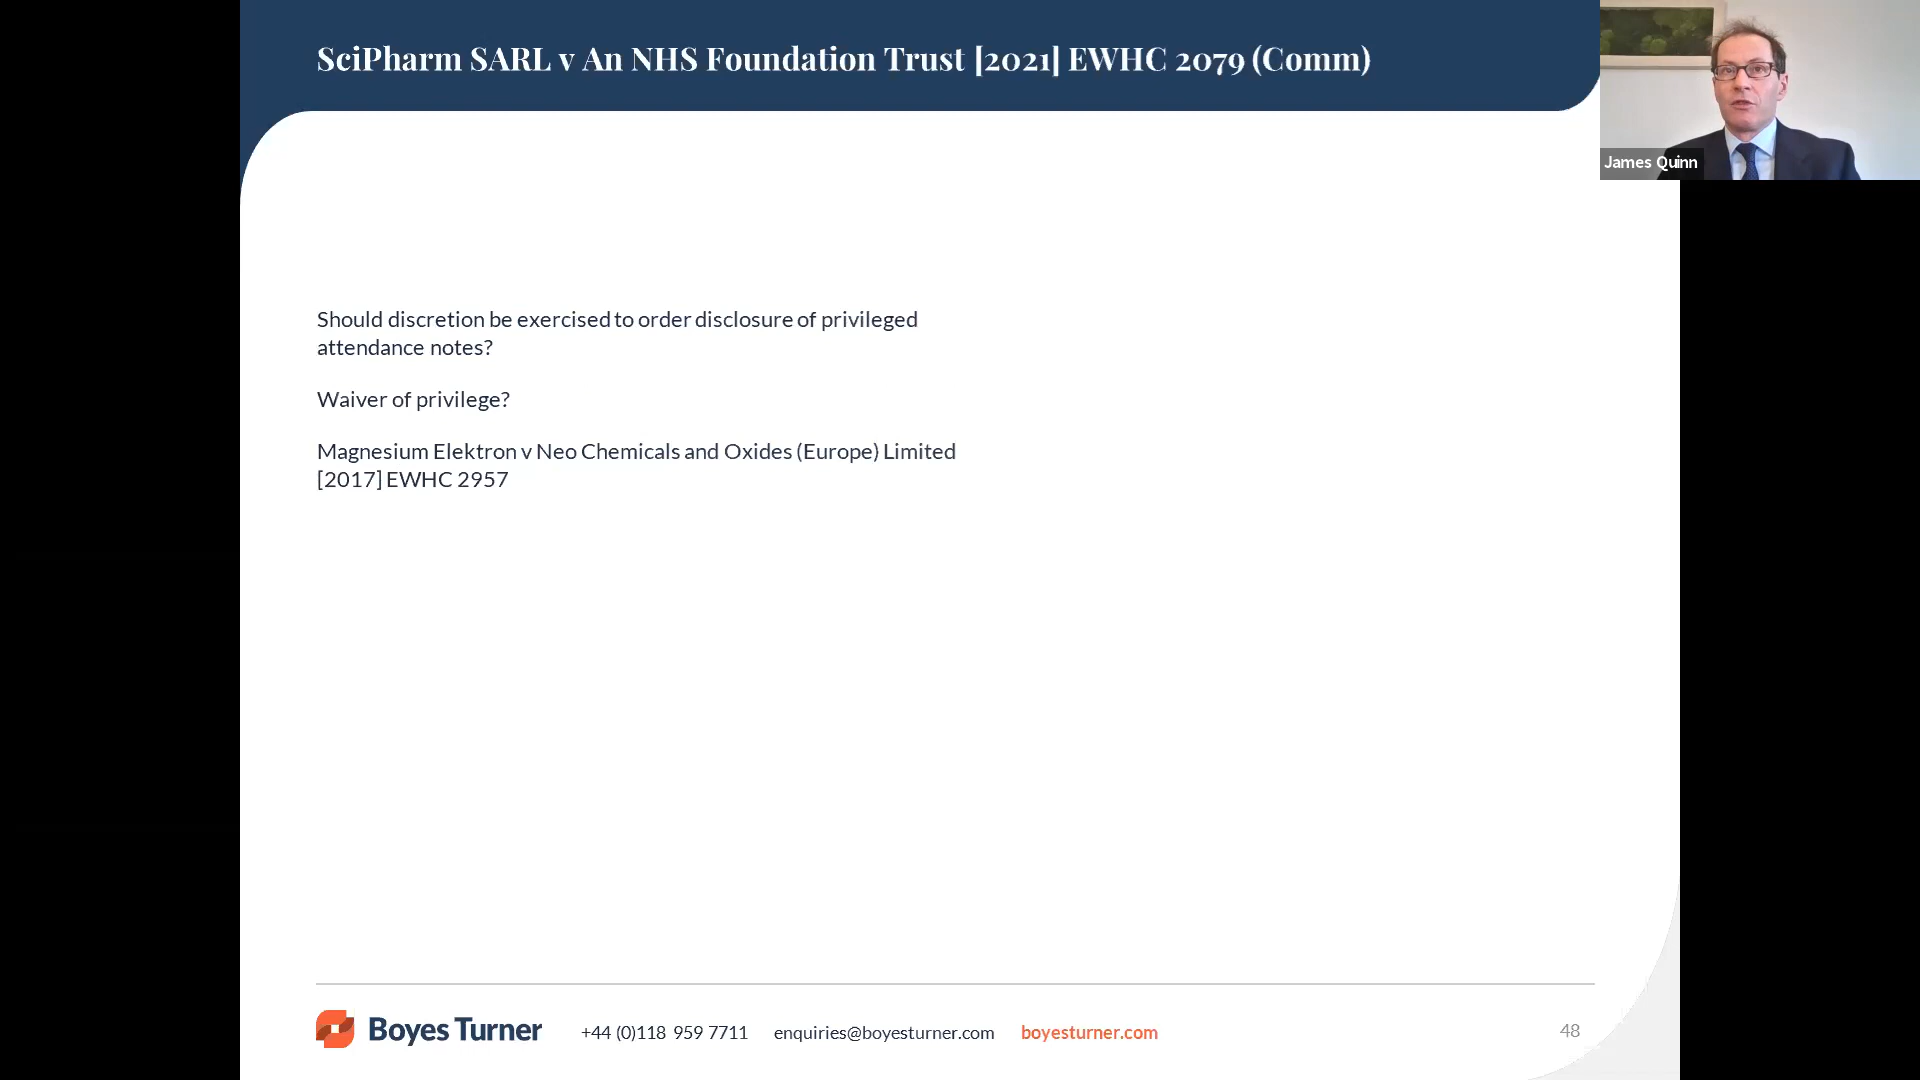 SciPharm SARL v An NHS Foundation Trust [2021] EWHC 2079 (Comm)
James Quinn
Should discretion be exercised to order disclosure of privileged
attendance notes?
Waiver of privilege?
Magnesium Elektron v Neo Chemicals and Oxides (Europe) Limited
[2017] EWHC 2957
Boyes Turner
+44 (0)118 959 7711
enquiries@boyesturner.com
boyesturner.com
48